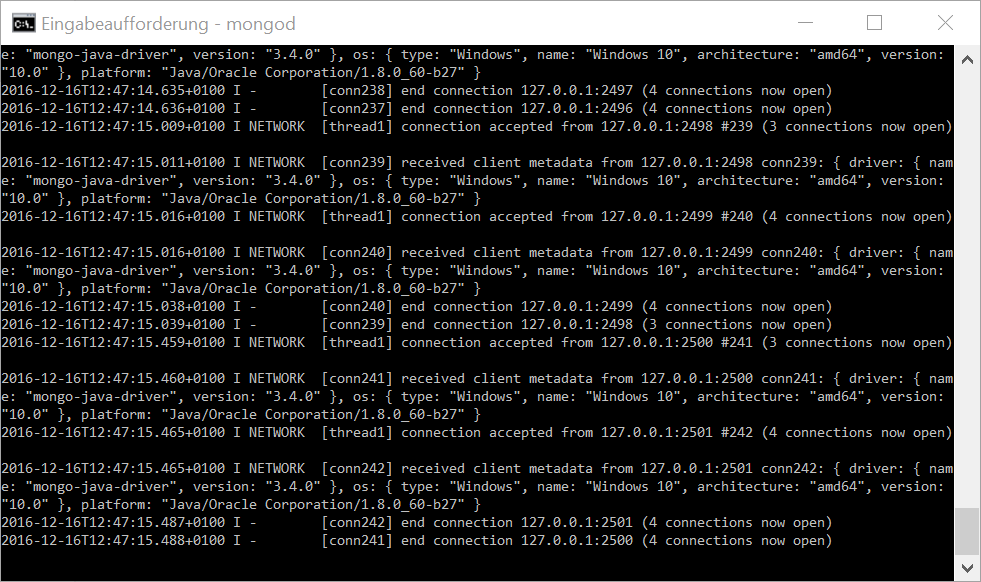 Eingabeaufforderung - mongod
e: "mongo-java-driver", version: "3.4.0" }, os: { type: "Windows", name: "Windows 10", architecture: "amd64", version:
"10.0" }, platform: "Java/Oracle Corporation/1.8.0_60-b27" }
2016-12-16T12:47:14.635+0100 I -        [conn238] end connection 127.0.0.1:2497 (4 connections now open)
2016-12-16T12:47:14.636+0100 I -        [conn237] end connection 127.0.0.1:2496 (4 connections now open)
2016-12-16T12:47:15.009+0100 I NETWORK  [thread1] connection accepted from 127.0.0.1:2498 #239 (3 connections now open)
2016-12-16T12:47:15.011+0100 I NETWORK  [conn239] received client metadata from 127.0.0.1:2498 conn239: { driver: { nam
e: "mongo-java-driver", version: "3.4.0" }, os: { type: "Windows", name: "Windows 10", architecture: "amd64", version:
"10.0" }, platform: "Java/Oracle Corporation/1.8.0_60-b27" }
2016-12-16T12:47:15.016+0100 I NETWORK  [thread1] connection accepted from 127.0.0.1:2499 #240 (4 connections now open)
2016-12-16T12:47:15.016+0100 I NETWORK  [conn240] received client metadata from 127.0.0.1:2499 conn240: { driver: { nam
e: "mongo-java-driver", version: "3.4.0" }, os: { type: "Windows", name: "Windows 10", architecture: "amd64", version:
"10.0" }, platform: "Java/Oracle Corporation/1.8.0_60-b27" }
2016-12-16T12:47:15.038+0100 I -        [conn240] end connection 127.0.0.1:2499 (4 connections now open)
2016-12-16T12:47:15.039+0100 I -        [conn239] end connection 127.0.0.1:2498 (3 connections now open)
2016-12-16T12:47:15.459+0100 I NETWORK  [thread1] connection accepted from 127.0.0.1:2500 #241 (3 connections now open)
2016-12-16T12:47:15.460+0100 I NETWORK  [conn241] received client metadata from 127.0.0.1:2500 conn241: { driver: { nam
e: "mongo-java-driver", version: "3.4.0" }, os: { type: "Windows", name: "Windows 10", architecture: "amd64", version:
"10.0" }, platform: "Java/Oracle Corporation/1.8.0_60-b27" }
2016-12-16T12:47:15.465+0100 I NETWORK  [thread1] connection accepted from 127.0.0.1:2501 #242 (4 connections now open)
2016-12-16T12:47:15.465+0100 I NETWORK  [conn242] received client metadata from 127.0.0.1:2501 conn242: { driver: { nam
e: "mongo-java-driver", version: "3.4.0" }, os: { type: "Windows", name: "Windows 10", architecture: "amd64", version:
"10.0" }, platform: "Java/Oracle Corporation/1.8.0_60-b27" }
2016-12-16T12:47:15.487+0100 I -        [conn242] end connection 127.0.0.1:2501 (4 connections now open)
2016-12-16T12:47:15.488+0100 I -        [conn241] end connection 127.0.0.1:2500 (4 connections now open)